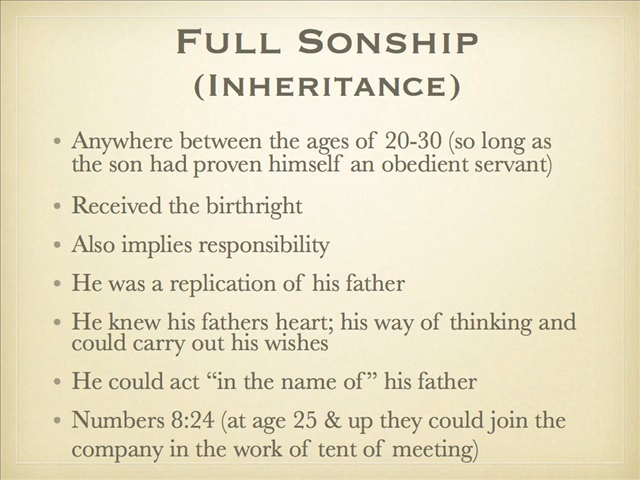 Full Sonship
(Inheritance)
• Anywhere between the ages of 20-30 (so long as
the son had proven himself an obedient servant)
• Received the birthright
• Also implies responsibility
• He was a replication of his father
• He knew his fathers heart; his way of thinking and
could carry out his wishes
• He could act “in the name of” his father
• Numbers 8:24 (at age 25 & up they could join the
company in the work of tent of meeting)